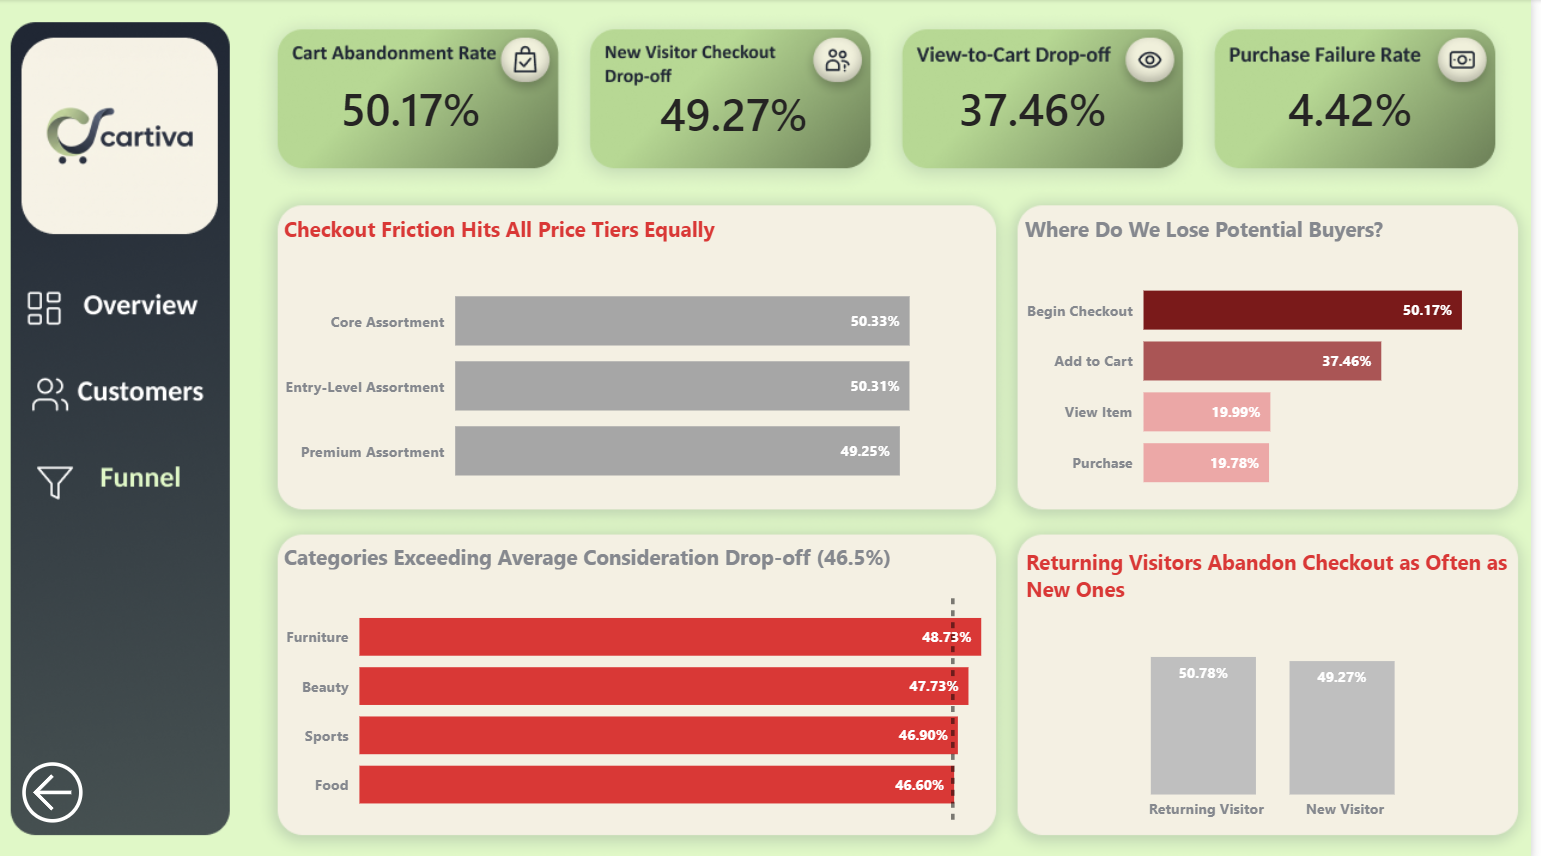 cartiva
Overview
Customers
Funnel
Cart Abandonment Rate
50.17%
New Visitor Checkout
Drop-off
49.27%
View-to-Cart Drop-off
37.46%
Purchase Failure Rate
4.42%
Checkout Friction Hits All Price Tiers Equally
Core Assortment 50.33%
Entry-Level Assortment 50.31%
Premium Assortment 49.25%
Where Do We Lose Potential Buyers?
Begin Checkout 50.17%
Add to Cart 37.46%
View Item 19.99%
Purchase 19.78%
Categories Exceeding Average Consideration Drop-off (46.5%)
Furniture 48.73%
Beauty 47.73%
Sports 46.90%
Food 46.60%
Returning Visitors Abandon Checkout as Often as
New Ones
50.78% 49.27%
Returning Visitor New Visitor